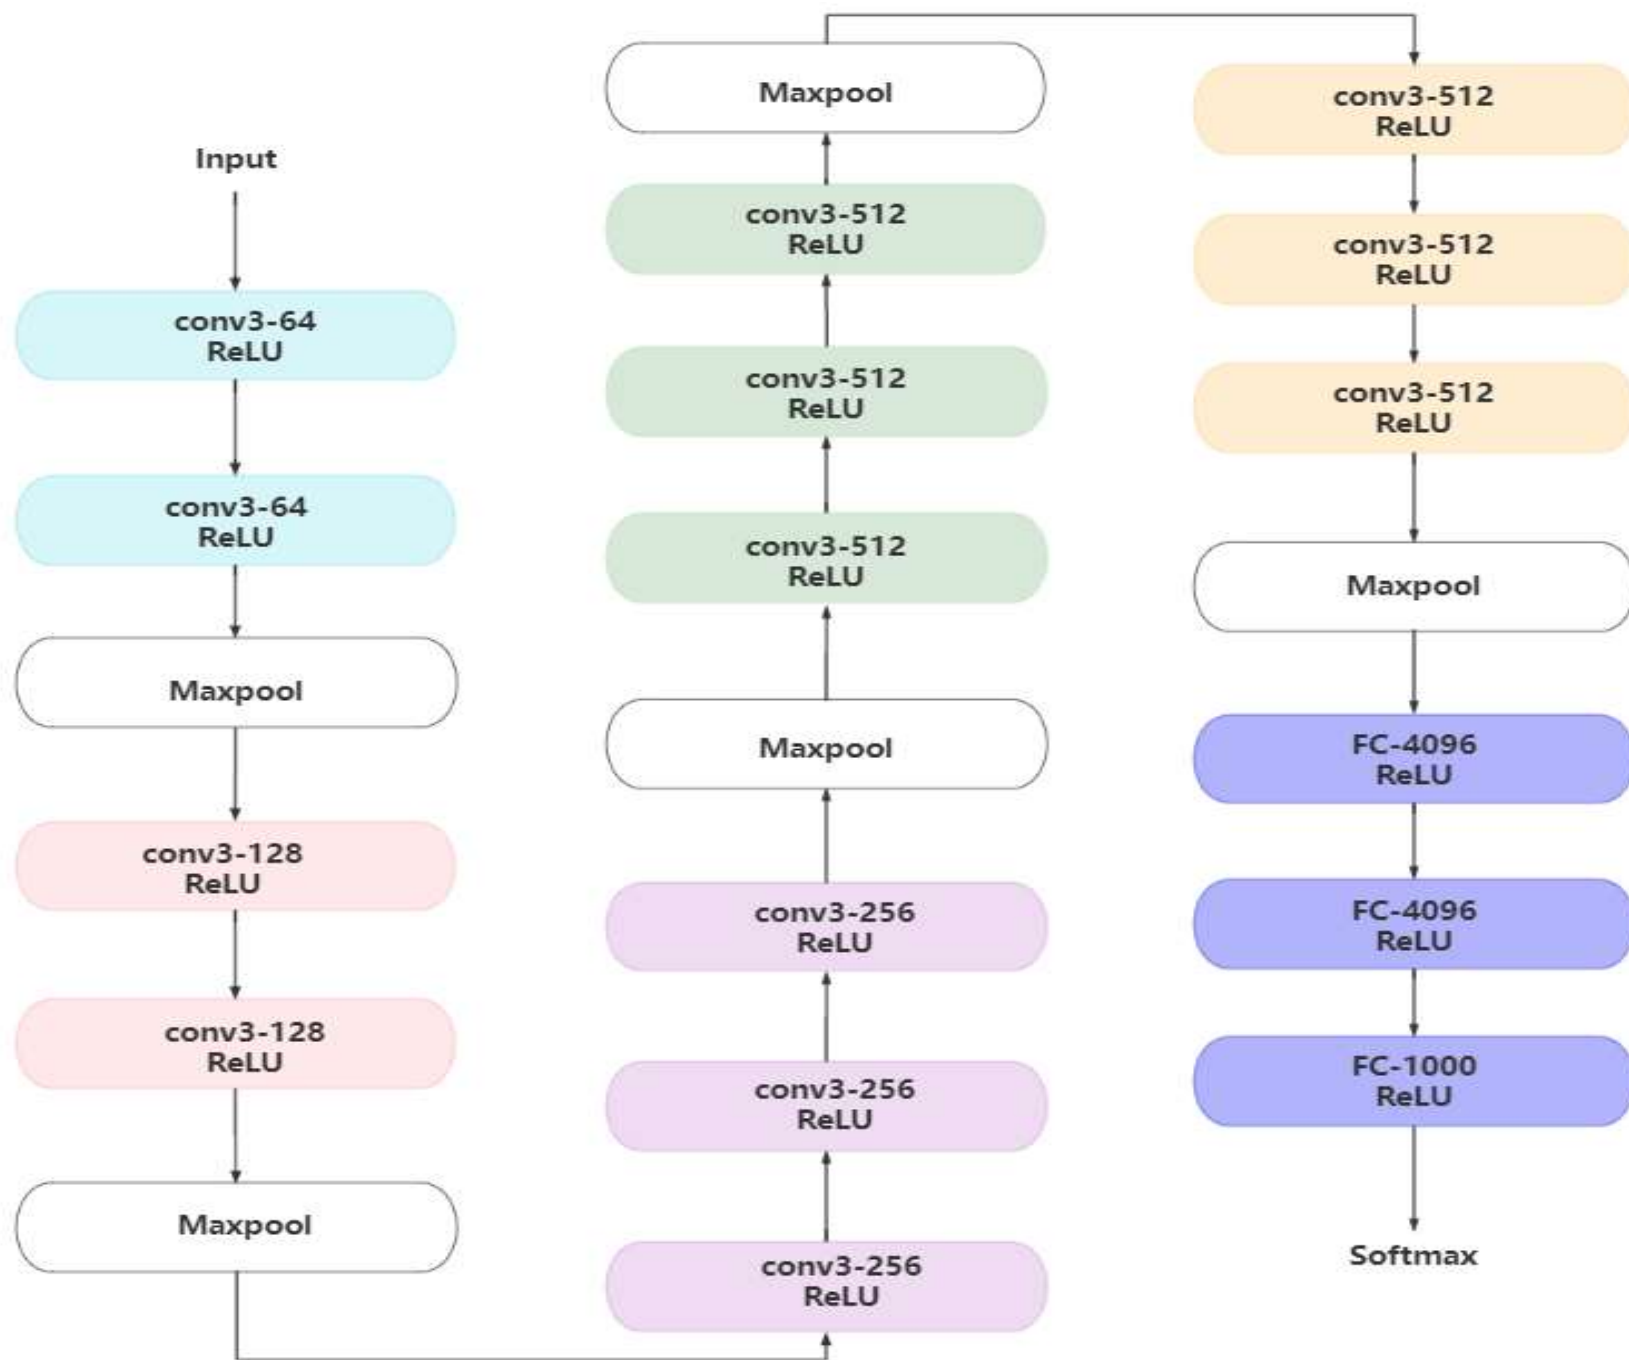 Input
conv3-64
ReLU
conv3-64
ReLU
Maxpool
conv3-128
ReLU
conv3-128
ReLU
Maxpool
conv3-256
ReLU
conv3-256
ReLU
conv3-256
ReLU
Maxpool
conv3-512
ReLU
conv3-512
ReLU
conv3-512
ReLU
Maxpool
conv3-512
ReLU
conv3-512
ReLU
conv3-512
ReLU
Maxpool
FC-4096
ReLU
FC-4096
ReLU
FC-1000
ReLU
Softmax